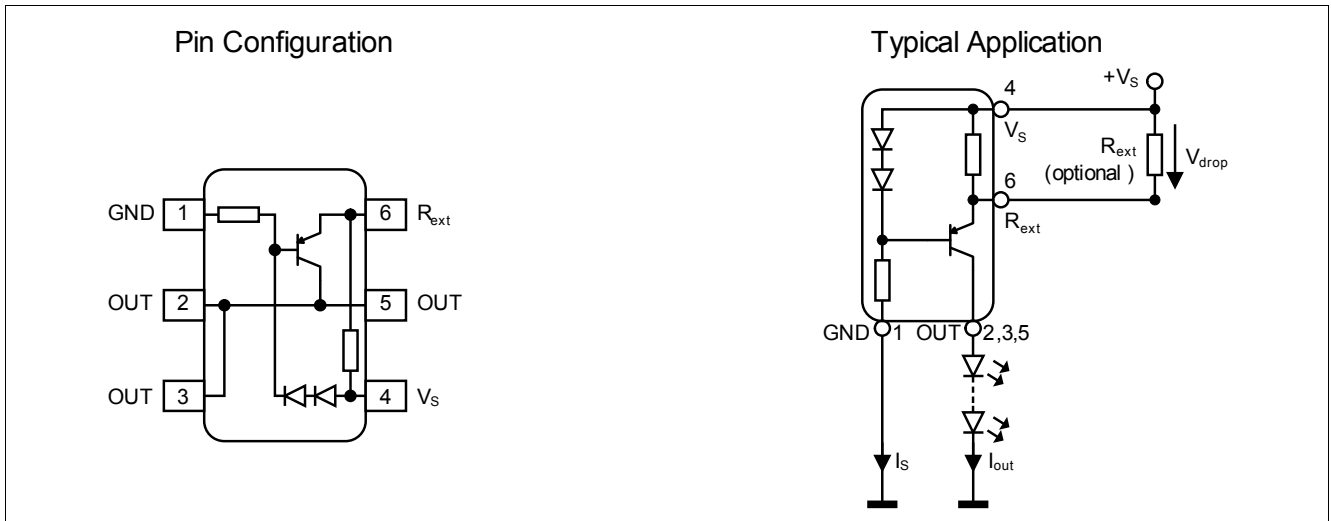 Pin Configuration
GND 1
6 Rext
OUT 2
5 OUT
OUT 3
4 VS
Typical Application
+VS
4
VS
Rext
(optional )
Vdrop
6
Rext
GND 1 OUT 2,3,5
IS
Iout